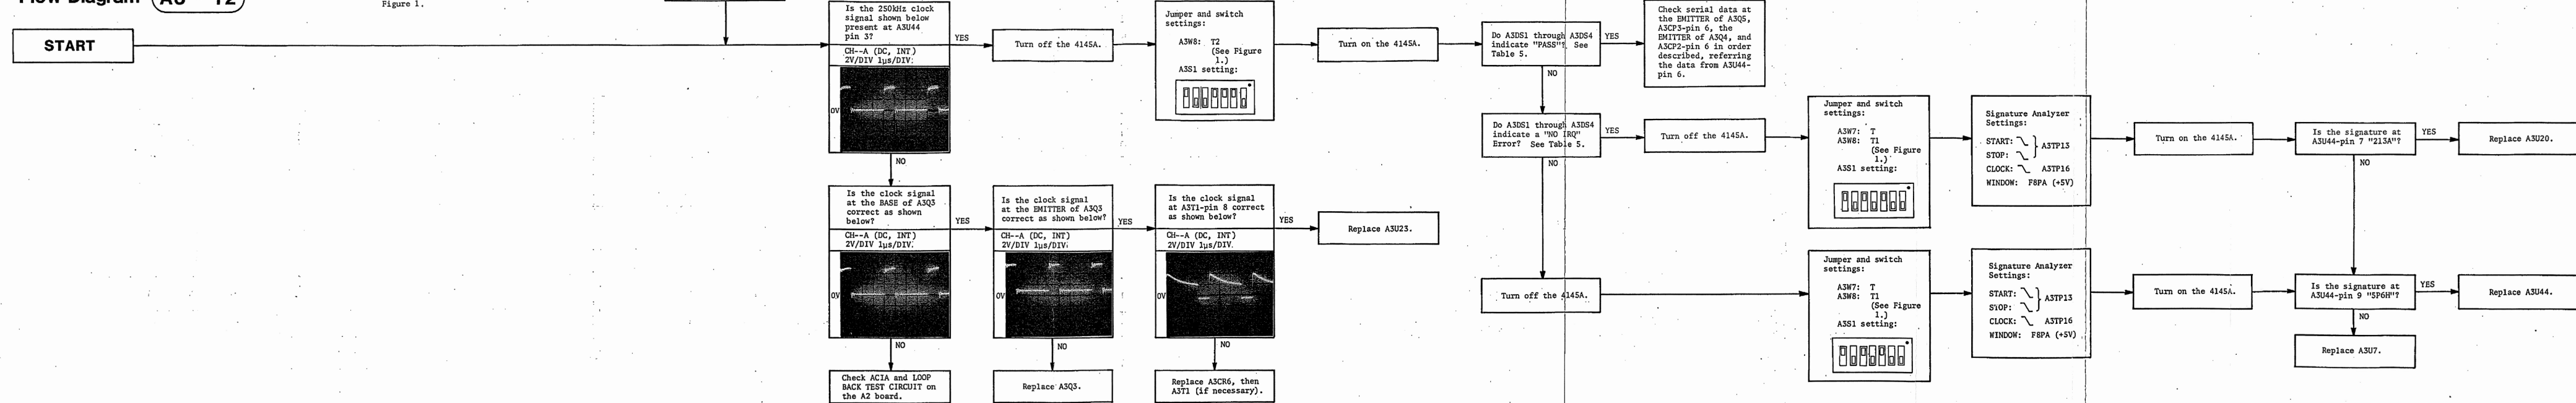 Flow Diagram A3 - 12
Figure 1.
START
Is the 250kHz clock
signal shown below
present at A3U44
pin 3?
CH--A (DC, INT)
2V/DIV 1µs/DIV.
0V
YES
NO
Turn off the 4145A.
Jumper and switch
settings:
A3W8: T2
(See Figure
1.)
A3S1 setting:
Turn on the 4145A.
Do A3DS1 through A3DS4
indicate "PASS"? See
Table 5.
YES
NO
Check serial data at
the EMITTER of A3Q5,
A3CP3-pin 6, the
EMITTER of A3Q4, and
A3CP2-pin 6 in order
described, referring
the data from A3U44-
pin 6.
Do A3DS1 through A3DS4
indicate a "NO IRQ"
Error? See Table 5.
YES
NO
Turn off the 4145A.
Jumper and switch
settings:
A3W7: T
A3W8: T1
(See Figure
1.)
A3S1 setting:
Signature Analyzer
Settings:
START:
STOP:
A3TP13
CLOCK: A3TP16
WINDOW: F8PA (+5V)
Turn on the 4145A.
Is the signature at
A3U44-pin 7 "213A"?
YES
NO
Replace A3U20.
Is the clock signal
at the BASE of A3Q3
correct as shown
below?
CH--A (DC, INT)
2V/DIV 1µs/DIV.
0V
YES
NO
Is the clock signal
at the EMITTER of A3Q3
correct as shown below?
CH--A (DC, INT)
2V/DIV 1µs/DIV.
0V
YES
NO
Is the clock signal
at A3T1-pin 8 correct
as shown below?
CH--A (DC, INT)
2V/DIV 1µs/DIV.
0V
YES
NO
Replace A3U23.
Turn off the 4145A.
Jumper and switch
settings:
A3W7: T
A3W8: T1
(See Figure
1.)
A3S1 setting:
Signature Analyzer
Settings:
START:
STOP:
A3TP13
CLOCK: A3TP16
WINDOW: F8PA (+5V)
Turn on the 4145A.
Is the signature at
A3U44-pin 9 "5P6H"?
YES
NO
Replace A3U44.
Replace A3U7.
Check ACIA and LOOP
BACK TEST CIRCUIT on
the A2 board.
Replace A3Q3.
Replace A3CR6, then
A3T1 (if necessary).